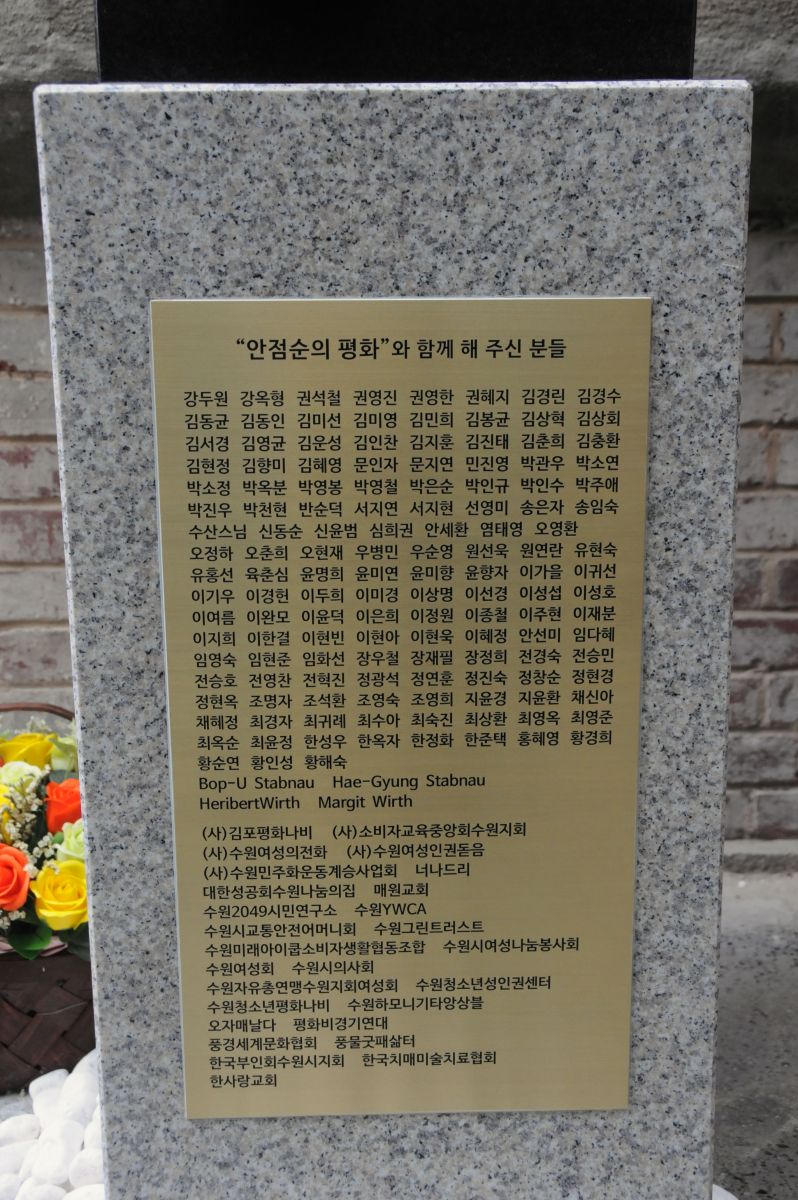 “안점순의 평화”와 함께 해 주신 분들
강두원 강옥형 권석철 권영진 권영한 권혜지 김경린 김경수
김동균 김동인 김미선 김미영 김민희 김봉균 김상혁 김상회
김서경 김영균 김운성 김인찬 김지훈 김진태 김춘희 김충환
김현정 김향미 김혜영 문인자 문지연 민진영 박관우 박소연
박소정 박옥분 박영봉 박영철 박은순 박인규 박인수 박주애
박진우 박천현 반순덕 서지연 서지현 선영미 송은자 송임숙
수산스님 신동순 신윤범 심희권 안세환 염태영 오영환
오정하 오춘희 오현재 우병민 우순영 원선욱 원연란 유현숙
유홍선 육춘심 윤명희 윤미연 윤미향 윤향자 이가을 이귀선
이기우 이경헌 이두희 이미경 이상명 이선경 이성섭 이성호
이여름 이완모 이윤덕 이은희 이정원 이종철 이주현 이재분
이지희 이한결 이현빈 이현아 이현욱 이혜정 안선미 임다혜
임영숙 임현준 임화선 장우철 장재필 장정희 전경숙 전승민
전승호 전영찬 전혁진 정광석 정연훈 정진숙 정창순 정현경
정현옥 조명자 조석환 조영숙 조영희 지윤경 지윤환 채신아
채혜정 최경자 최귀례 최수아 최숙진 최상환 최영옥 최영준
최옥순 최윤정 한성우 한옥자 한정화 한준택 홍혜영 황경희
황순연 황인성 황해숙
Bop-U Stabnau Hae-Gyung Stabnau
HeribertWirth Margit Wirth
(사)김포평화나비 (사)소비자교육중앙회수원지회
(사)수원여성의전화 (사)수원여성인권돋음
(사)수원민주화운동계승사업회 너나드리
대한성공회수원나눔의집 매원교회
수원2049시민연구소 수원YWCA
수원시교통안전어머니회 수원그린트러스트
수원미래아이쿱소비자생활협동조합 수원시여성나눔봉사회
수원여성회 수원시의사회
수원자유총연맹수원지회여성회 수원청소년성인권센터
수원청소년평화나비 수원하모니기타앙상블
오자매날다 평화비경기연대
풍경세계문화협회 풍물굿패삶터
한국부인회수원시지회 한국치매미술치료협회
한사랑교회